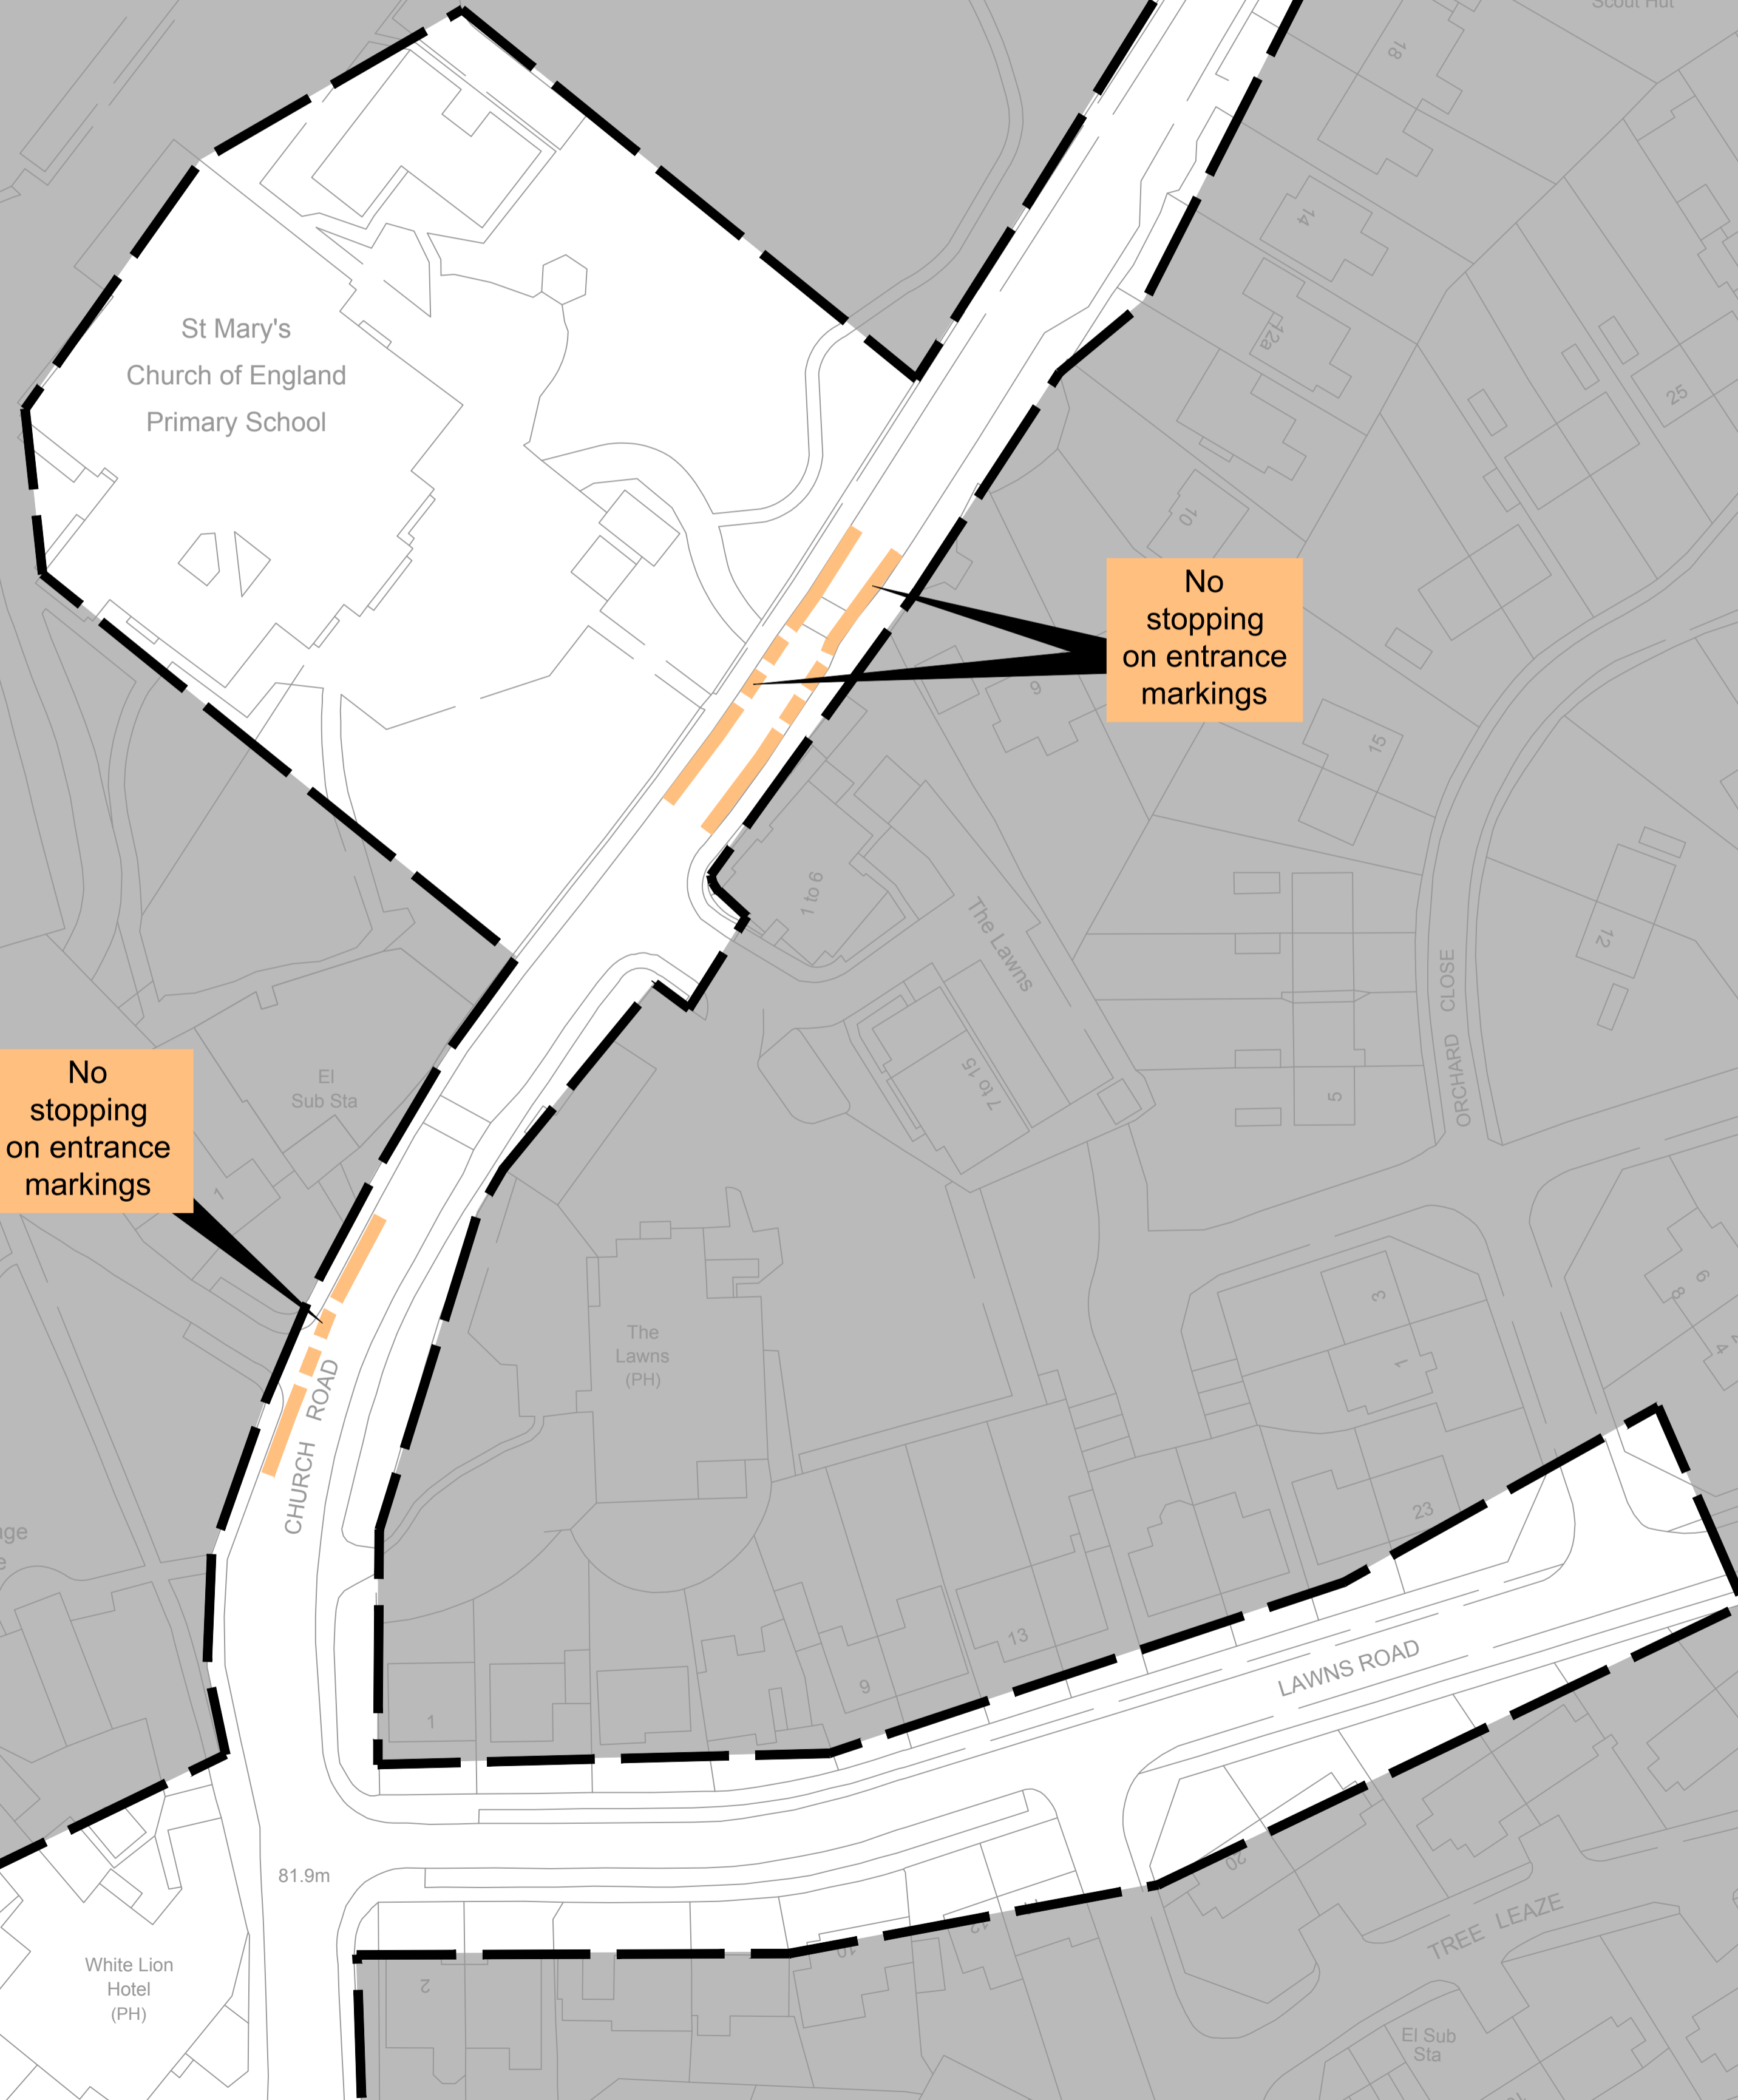 Scout Hut
18
14
12a
25
St Mary's
Church of England
Primary School
10
No
stopping
on entrance
markings
9
15
1 to 6
The Lawns
12
ORCHARD CLOSE
7 to 15
5
El
Sub Sta
No
stopping
on entrance
markings
1
The
Lawns
(PH)
3
1
6
8
4
CHURCH ROAD
23
13
9
1
LAWNS ROAD
81.9m
20
12
10
TREE LEAZE
White Lion
Hotel
(PH)
2
El Sub
Sta